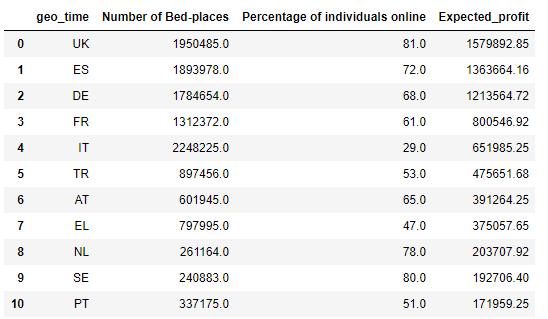 geo_time Number of Bed-places Percentage of individuals online Expected_profit
0 UK 1950485.0 81.0 1579892.85
1 ES 1893978.0 72.0 1363664.16
2 DE 1784654.0 68.0 1213564.72
3 FR 1312372.0 61.0 800546.92
4 IT 2248225.0 29.0 651985.25
5 TR 897456.0 53.0 475651.68
6 AT 601945.0 65.0 391264.25
7 EL 797995.0 47.0 375057.65
8 NL 261164.0 78.0 203707.92
9 SE 240883.0 80.0 192706.40
10 PT 337175.0 51.0 171959.25